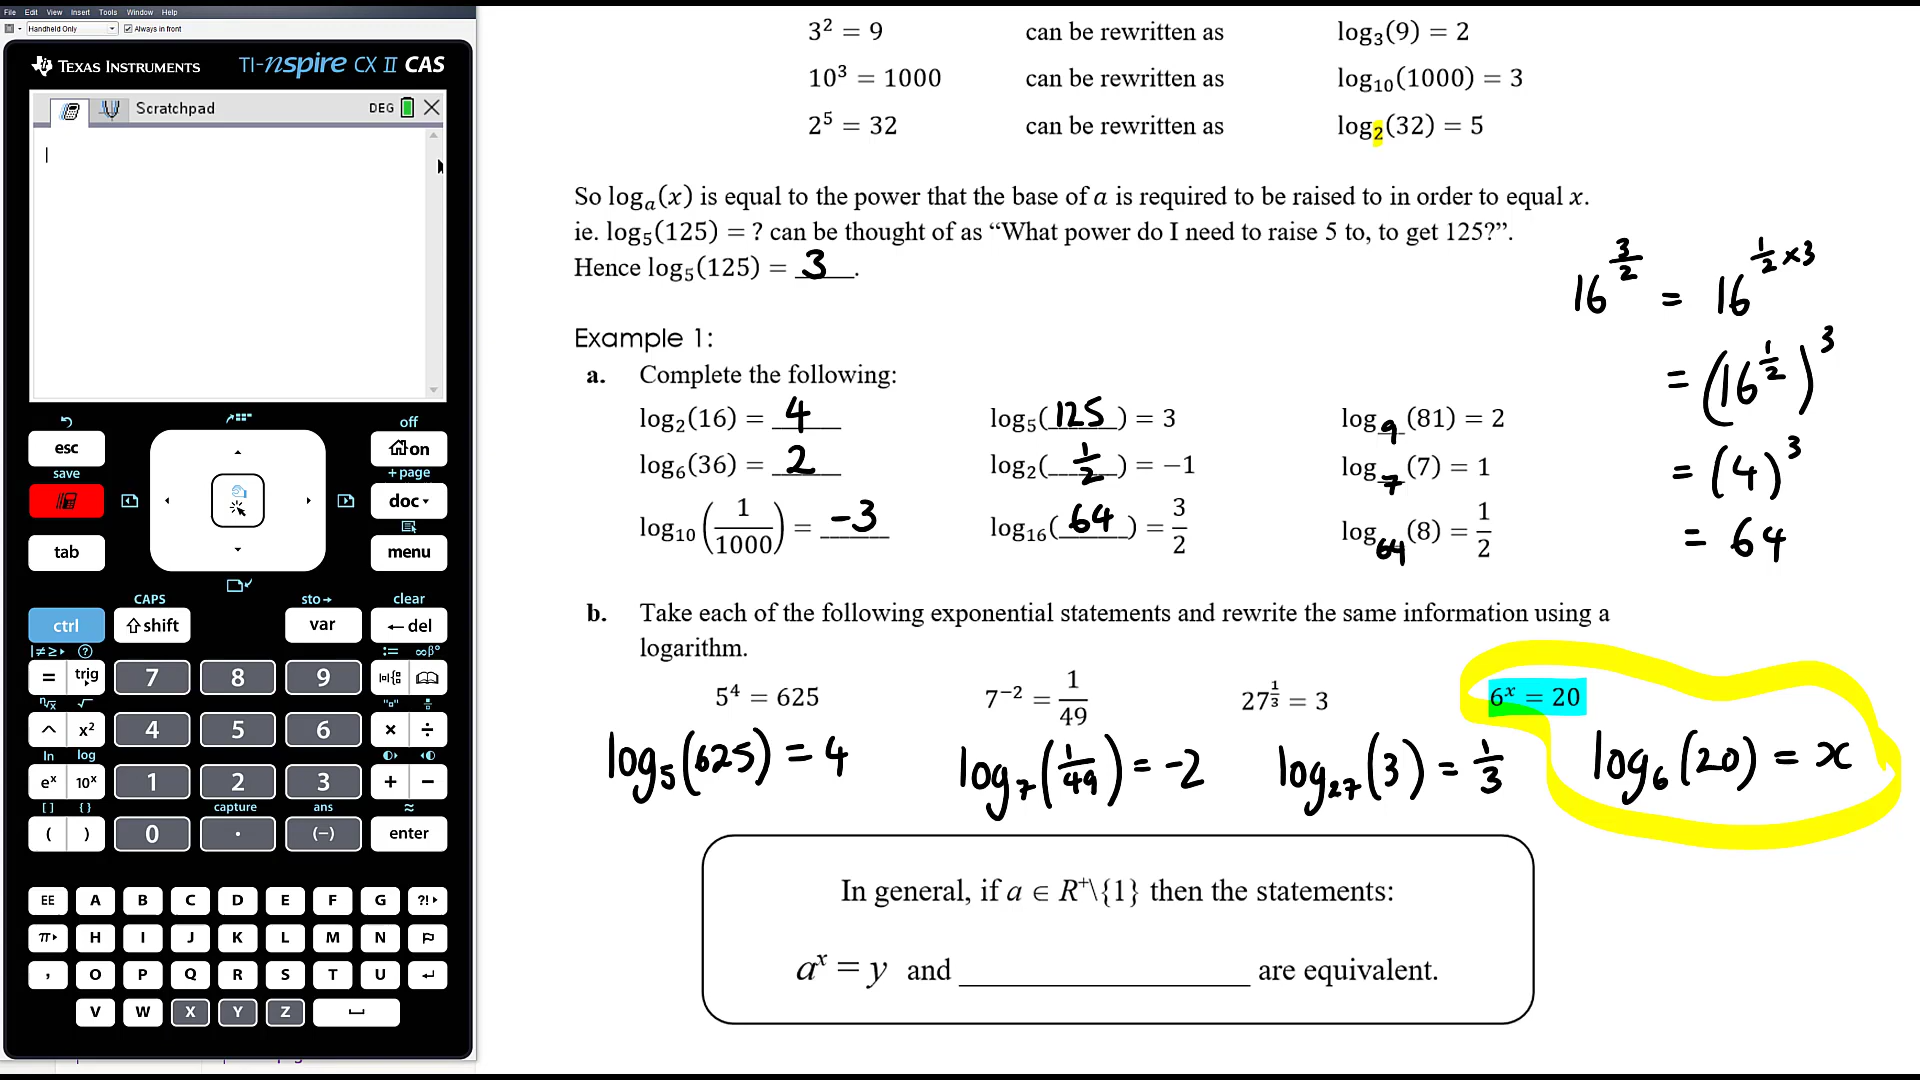 File Edit View Insert Tools Window Help
Handheld Only Always in front
TEXAS INSTRUMENTS TI-nspire CX II CAS
Scratchpad DEG
esc off on
save + page
doc
tab menu
CAPS sto→ clear
ctrl shift var ←del
= trig 7 8 9
^ x² 4 5 6 × ÷
ln log
eˣ 10ˣ 1 2 3 + −
[ ] { } capture ans ≈
( ) 0 . (−) enter
EE A B C D E F G ?!
π H I J K L M N
, O P Q R S T U
V W X Y Z
3² = 9 can be rewritten as log₃(9) = 2
10³ = 1000 can be rewritten as log₁₀(1000) = 3
2⁵ = 32 can be rewritten as log₂(32) = 5
So logₐ(x) is equal to the power that the base of a is required to be raised to in order to equal x.
ie. log₅(125) = ? can be thought of as “What power do I need to raise 5 to, to get 125?”.
Hence log₅(125) = 3.
16^(3/2) = 16^(1/2 × 3)
= (16^(1/2))³
= (4)³
= 64
Example 1:
a. Complete the following:
log₂(16) = 4 log₅(125) = 3 log₉(81) = 2
log₆(36) = 2 log₂(1/2) = −1 log₇(7) = 1
log₁₀(1/1000) = -3 log₁₆(64) = 3/2 log₆₄(8) = 1/2
b. Take each of the following exponential statements and rewrite the same information using a
logarithm.
5⁴ = 625 7⁻² = 1/49 27^(1/3) = 3 6ˣ = 20
log₅(625) = 4 log₇(1/49) = -2 log₂₇(3) = 1/3 log₆(20) = x
In general, if a ∈ R⁺\{1} then the statements:
aˣ = y and ____________________ are equivalent.